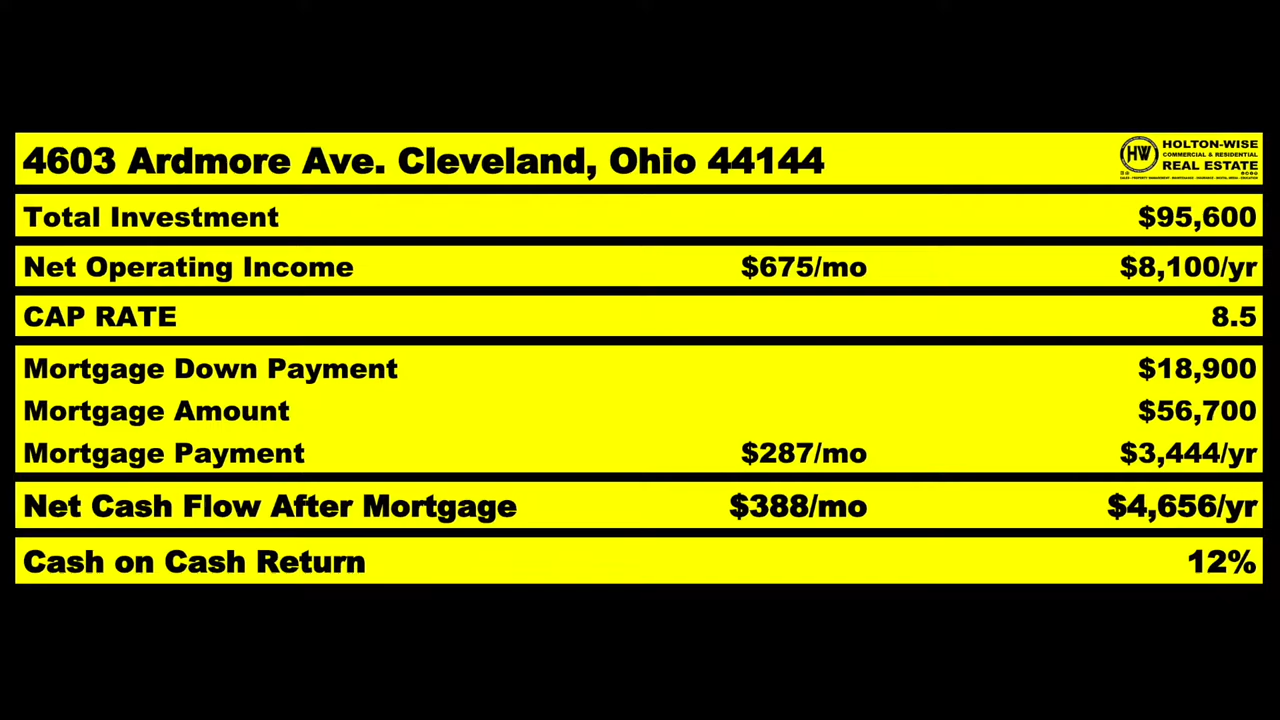 4603 Ardmore Ave. Cleveland, Ohio 44144
HW
HOLTON-WISE
COMMERCIAL & RESIDENTIAL
REAL ESTATE
Total Investment $95,600
Net Operating Income $675/mo $8,100/yr
CAP RATE 8.5
Mortgage Down Payment $18,900
Mortgage Amount $56,700
Mortgage Payment $287/mo $3,444/yr
Net Cash Flow After Mortgage $388/mo $4,656/yr
Cash on Cash Return 12%